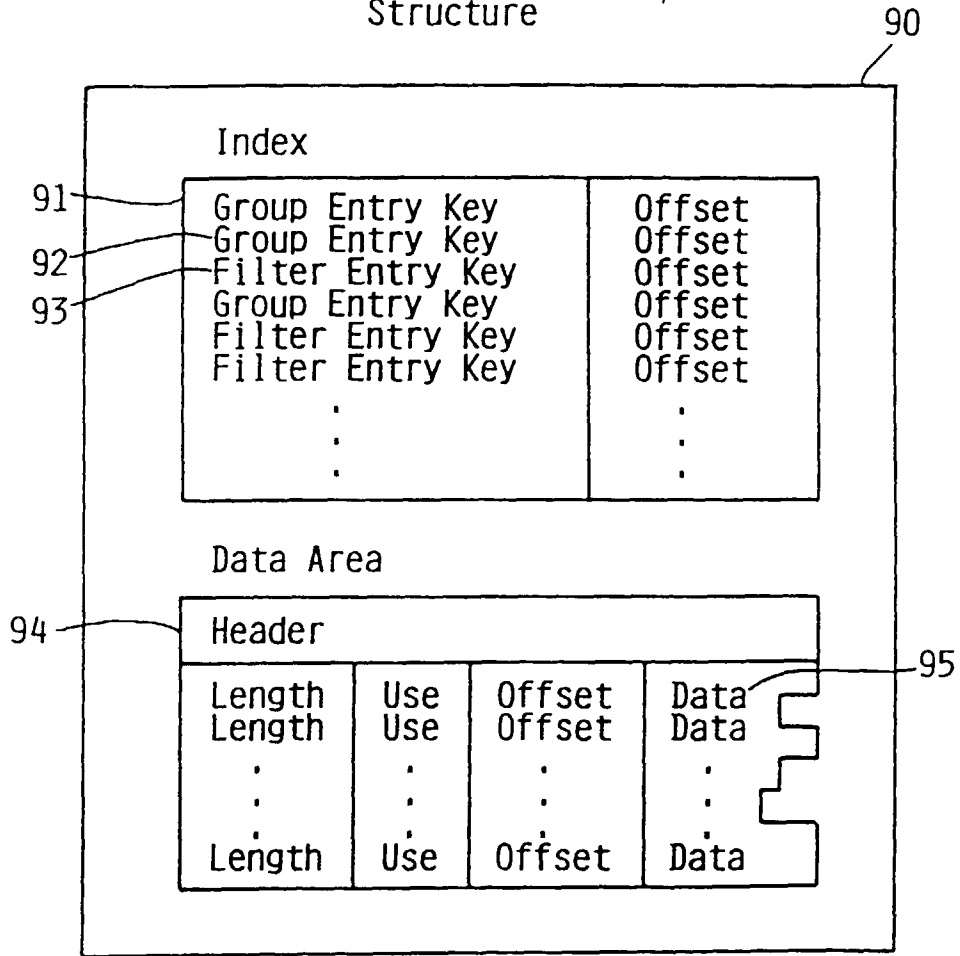 Structure
90
Index
91
Group Entry Key Offset
92
Group Entry Key Offset
93
Filter Entry Key Offset
Group Entry Key Offset
Filter Entry Key Offset
Filter Entry Key Offset
Data Area
94
Header
95
Length Use Offset Data
Length Use Offset Data
Length Use Offset Data